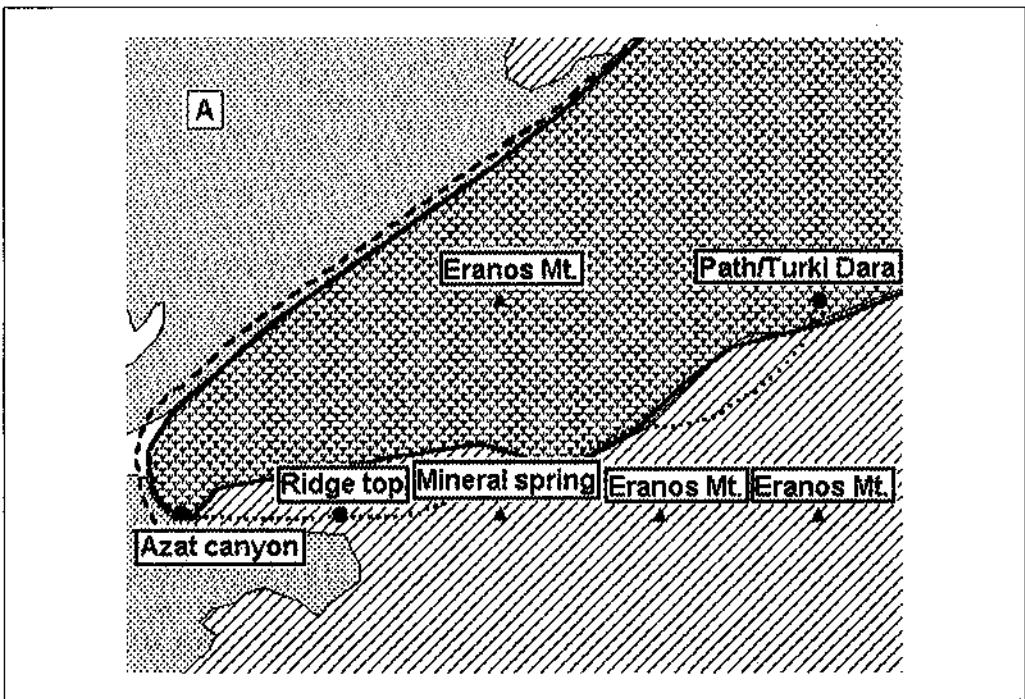 A
Eranos Mt.
Path/Turki Dara
Ridge top
Mineral spring
Eranos Mt.
Eranos Mt.
Azat canyon